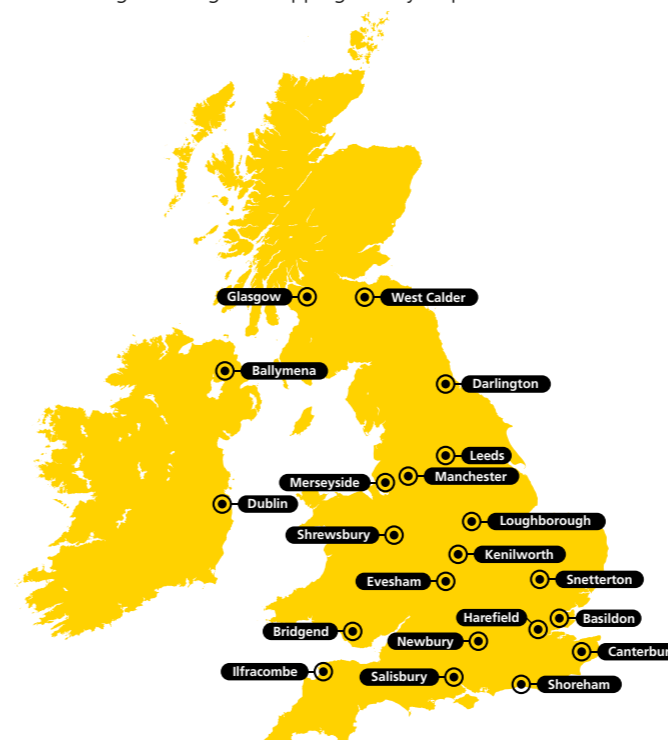 Glasgow
West Calder
Ballymena
Darlington
Leeds
Manchester
Merseyside
Dublin
Loughborough
Shrewsbury
Kenilworth
Evesham
Snetterton
Harefield
Basildon
Bridgend
Newbury
Canterbur
Ilfracombe
Salisbury
Shoreham